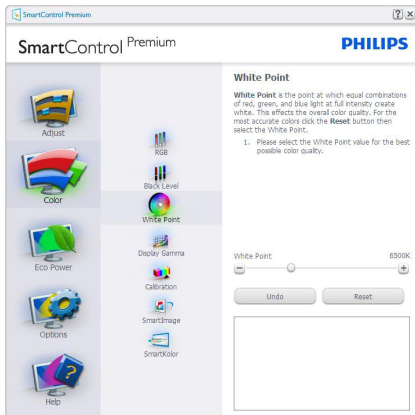 SmartControl Premium
SmartControl Premium
PHILIPS
Adjust
Color
Eco Power
Options
Help
RGB
Black Level
White Point
Display Gamma
Calibration
SmartImage
SmartKolor
White Point
White Point is the point at which equal combinations
of red, green, and blue light at full intensity create
white. This effects the overall color quality. For the
most accurate colors click the Reset button then
select the White Point.
1. Please select the White Point value for the best
possible color quality.
White Point 6500K
Undo Reset